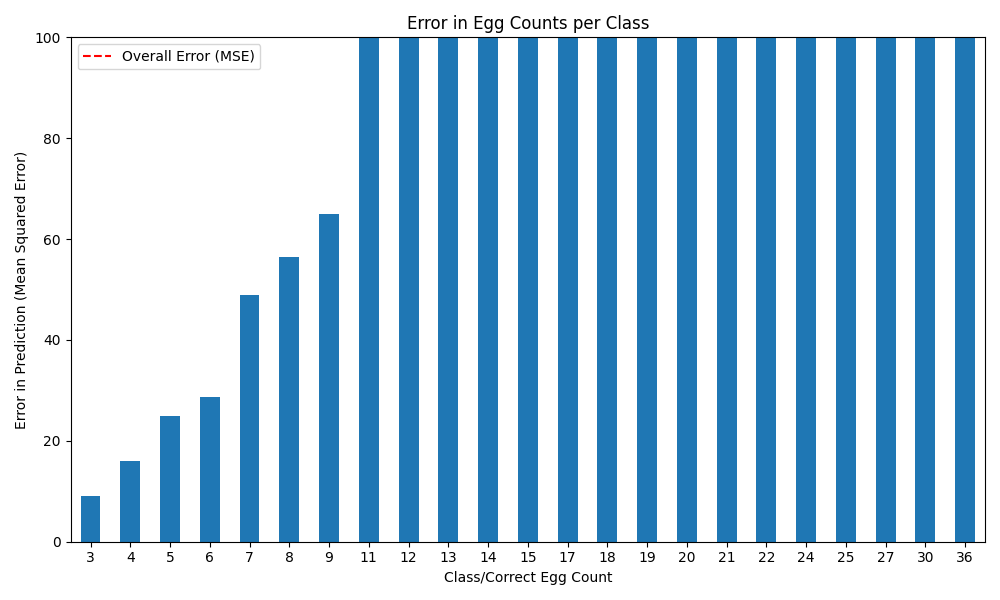 Error in Egg Counts per Class
Overall Error (MSE)
Error in Prediction (Mean Squared Error)
100
80
60
40
20
0
3 4 5 6 7 8 9 11 12 13 14 15 17 18 19 20 21 22 24 25 27 30 36
Class/Correct Egg Count